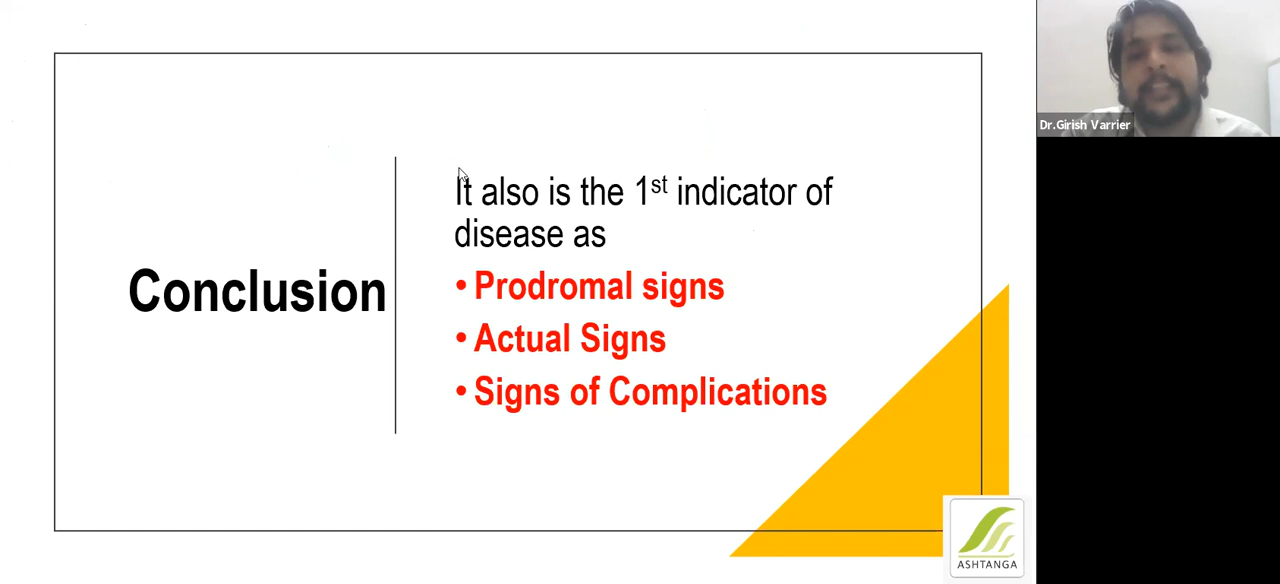 Conclusion
It also is the 1st indicator of
disease as
• Prodromal signs
• Actual Signs
• Signs of Complications
ASHTANGA
Dr.Girish Varrier